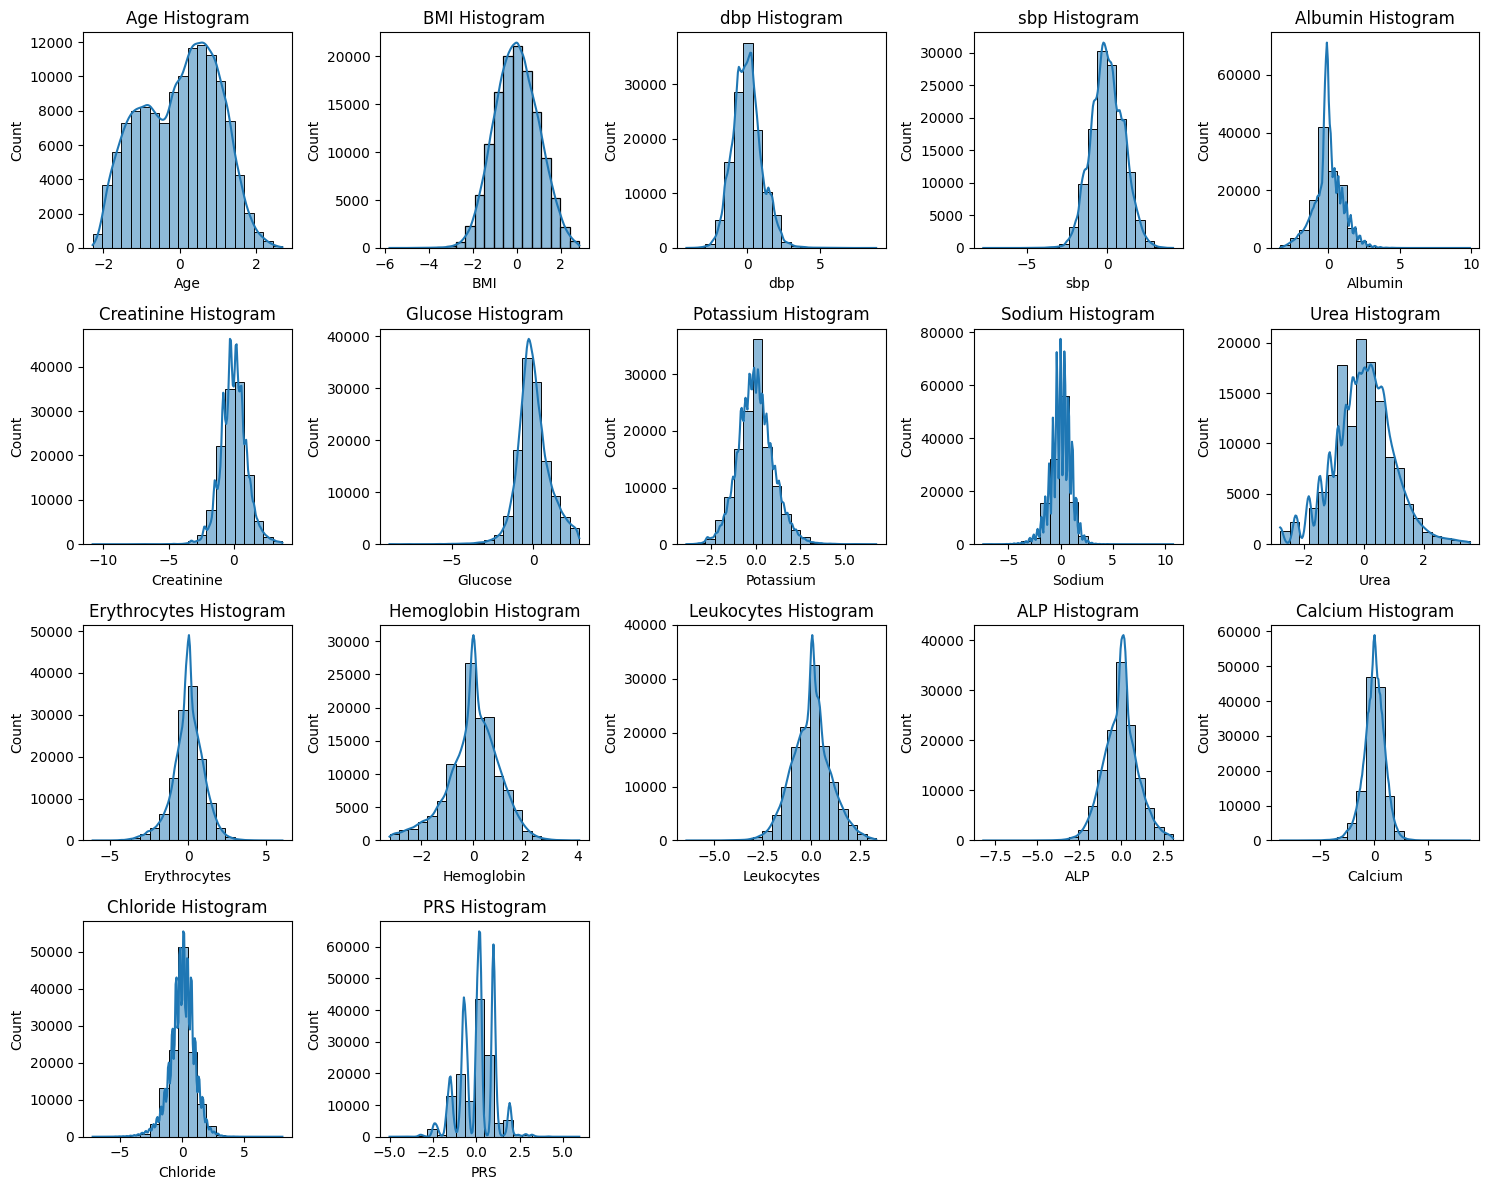 Age Histogram
12000
10000
8000
6000
4000
2000
0
Count
−2 0 2
Age
BMI Histogram
20000
15000
10000
5000
0
Count
−6 −4 −2 0 2
BMI
dbp Histogram
30000
20000
10000
0
Count
0 5
dbp
sbp Histogram
30000
25000
20000
15000
10000
5000
0
Count
−5 0
sbp
Albumin Histogram
60000
40000
20000
0
Count
0 5 10
Albumin
Creatinine Histogram
40000
30000
20000
10000
0
Count
−10 −5 0
Creatinine
Glucose Histogram
40000
30000
20000
10000
0
Count
−5 0
Glucose
Potassium Histogram
30000
20000
10000
0
Count
−2.5 0.0 2.5 5.0
Potassium
Sodium Histogram
80000
60000
40000
20000
0
Count
−5 0 5 10
Sodium
Urea Histogram
20000
15000
10000
5000
0
Count
−2 0 2
Urea
Erythrocytes Histogram
50000
40000
30000
20000
10000
0
Count
−5 0 5
Erythrocytes
Hemoglobin Histogram
30000
25000
20000
15000
10000
5000
0
Count
−2 0 2 4
Hemoglobin
Leukocytes Histogram
40000
30000
20000
10000
0
Count
−5.0 −2.5 0.0 2.5
Leukocytes
ALP Histogram
40000
30000
20000
10000
0
Count
−7.5 −5.0 −2.5 0.0 2.5
ALP
Calcium Histogram
60000
50000
40000
30000
20000
10000
0
Count
−5 0 5
Calcium
Chloride Histogram
50000
40000
30000
20000
10000
0
Count
−5 0 5
Chloride
PRS Histogram
60000
50000
40000
30000
20000
10000
0
Count
−5.0 −2.5 0.0 2.5 5.0
PRS